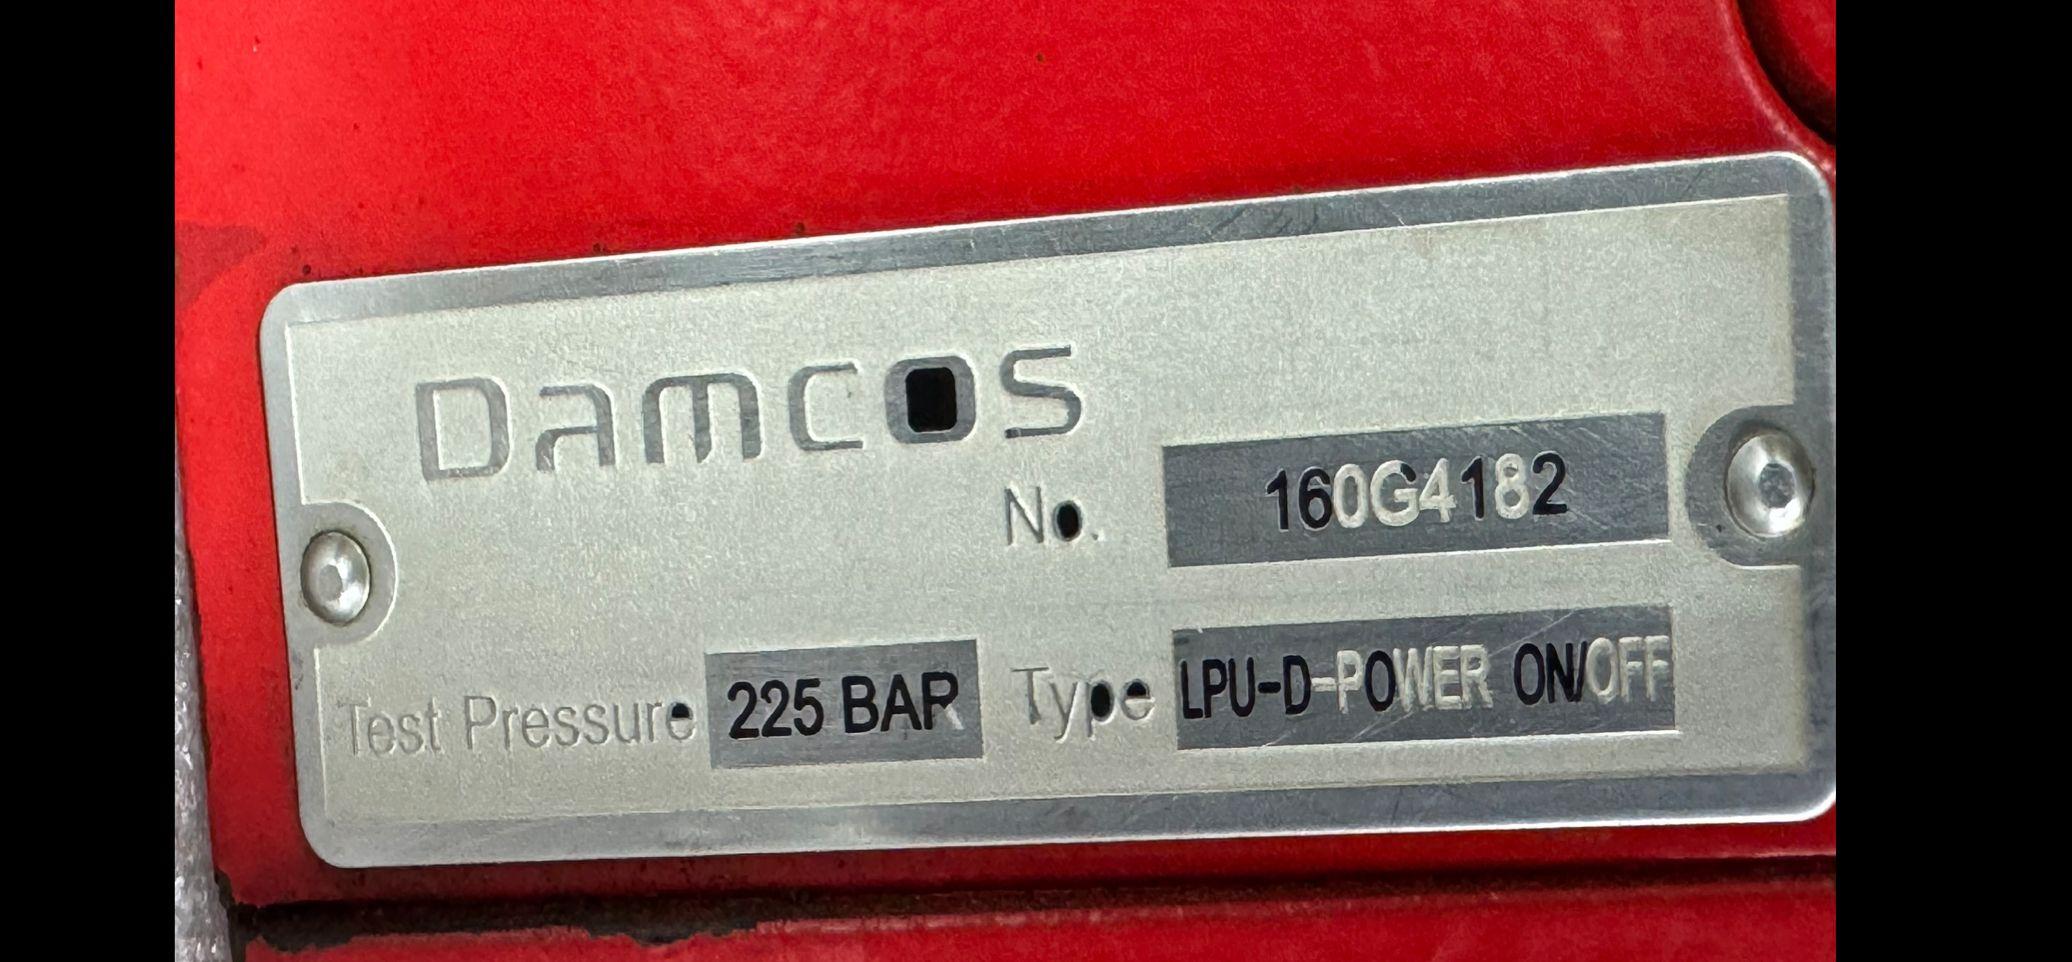 Damcos
No. 160G4182
Test Pressure 225 BAR Type LPU-D-POWER ON/OFF